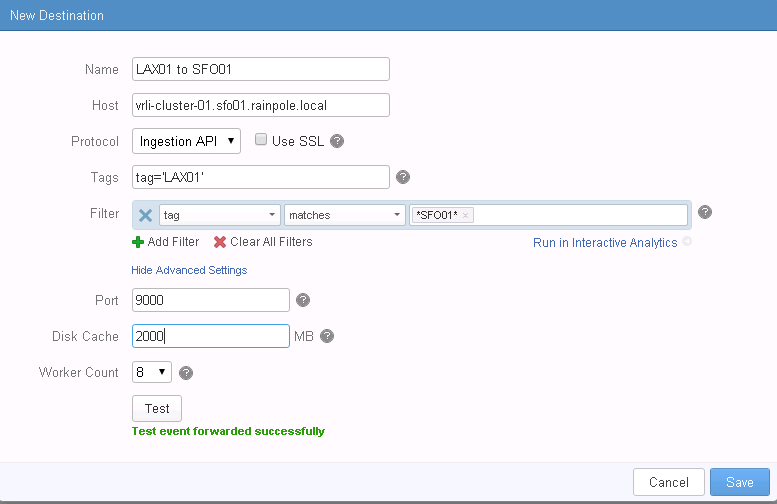 New Destination
Name LAX01 to SFO01
Host vrli-cluster-01.sfo01.rainpole.local
Protocol Ingestion API Use SSL ?
Tags tag='LAX01' ?
Filter tag matches *SFO01* × ?
Add Filter Clear All Filters Run in Interactive Analytics
Hide Advanced Settings
Port 9000 ?
Disk Cache 2000 MB ?
Worker Count 8 ?
Test
Test event forwarded successfully
Cancel Save